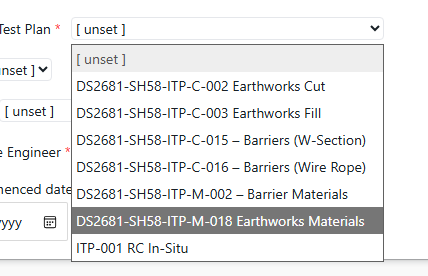 Test Plan * [ unset ]
[ unset ]
nset ]
DS2681-SH58-ITP-C-002 Earthworks Cut
DS2681-SH58-ITP-C-003 Earthworks Fill
[ unset ]
DS2681-SH58-ITP-C-015 – Barriers (W-Section)
e Engineer *
DS2681-SH58-ITP-C-016 – Barriers (Wire Rope)
menced date
DS2681-SH58-ITP-M-002 – Barrier Materials
yyyy
DS2681-SH58-ITP-M-018 Earthworks Materials
ITP-001 RC In-Situ